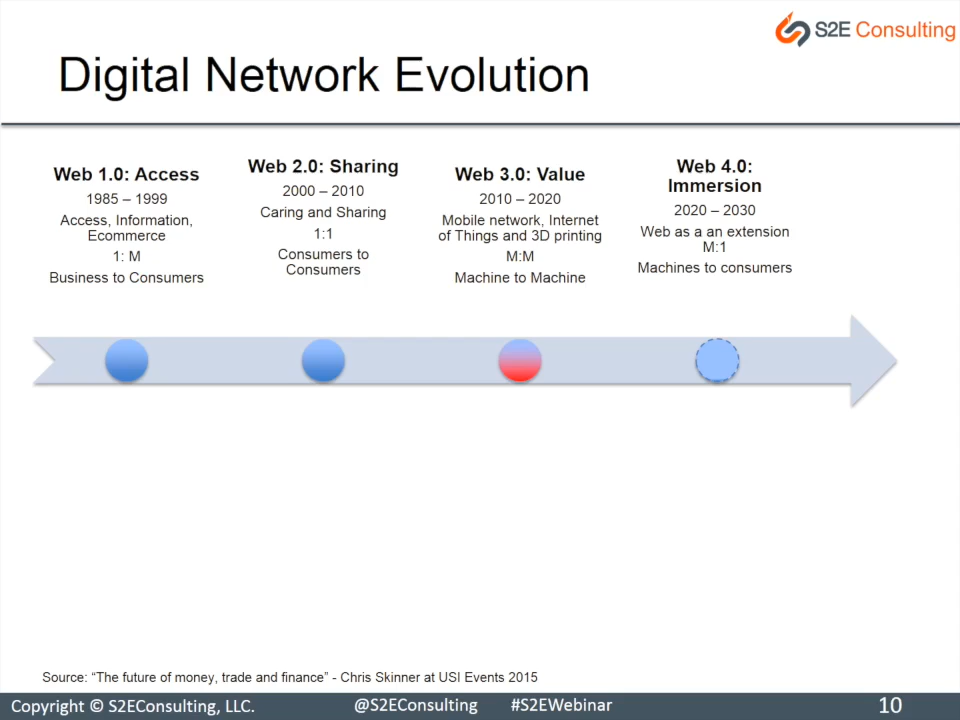 S2E Consulting
Digital Network Evolution
Web 1.0: Access
1985 – 1999
Access, Information,
Ecommerce
1: M
Business to Consumers
Web 2.0: Sharing
2000 – 2010
Caring and Sharing
1:1
Consumers to
Consumers
Web 3.0: Value
2010 – 2020
Mobile network, Internet
of Things and 3D printing
M:M
Machine to Machine
Web 4.0:
Immersion
2020 – 2030
Web as a an extension
M:1
Machines to consumers
Source: “The future of money, trade and finance” - Chris Skinner at USI Events 2015
Copyright © S2EConsulting, LLC.
@S2EConsulting
#S2EWebinar
10